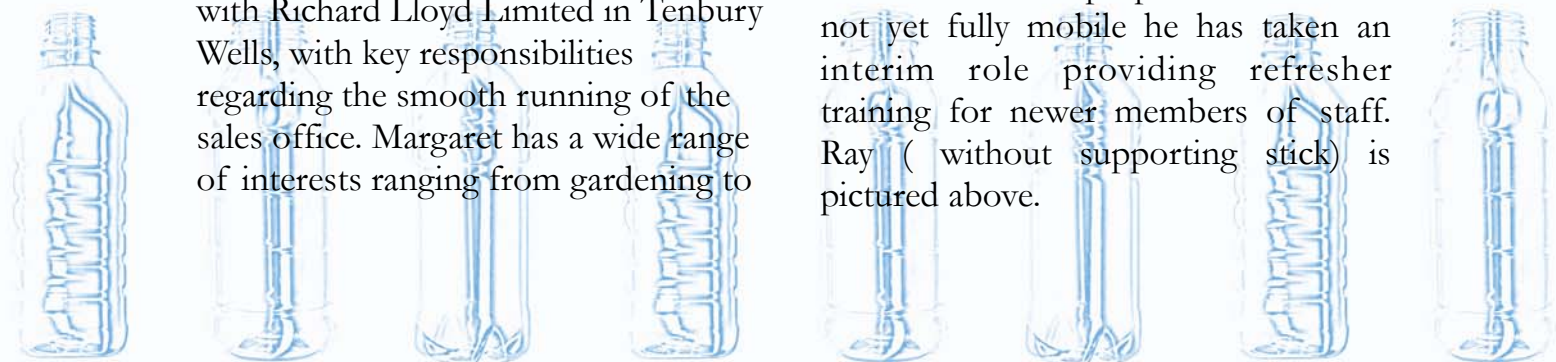 with Richard Lloyd Limited in Tenbury
Wells, with key responsibilities
regarding the smooth running of the
sales office. Margaret has a wide range
of interests ranging from gardening to
not yet fully mobile he has taken an
interim role providing refresher
training for newer members of staff.
Ray ( without supporting stick) is
pictured above.